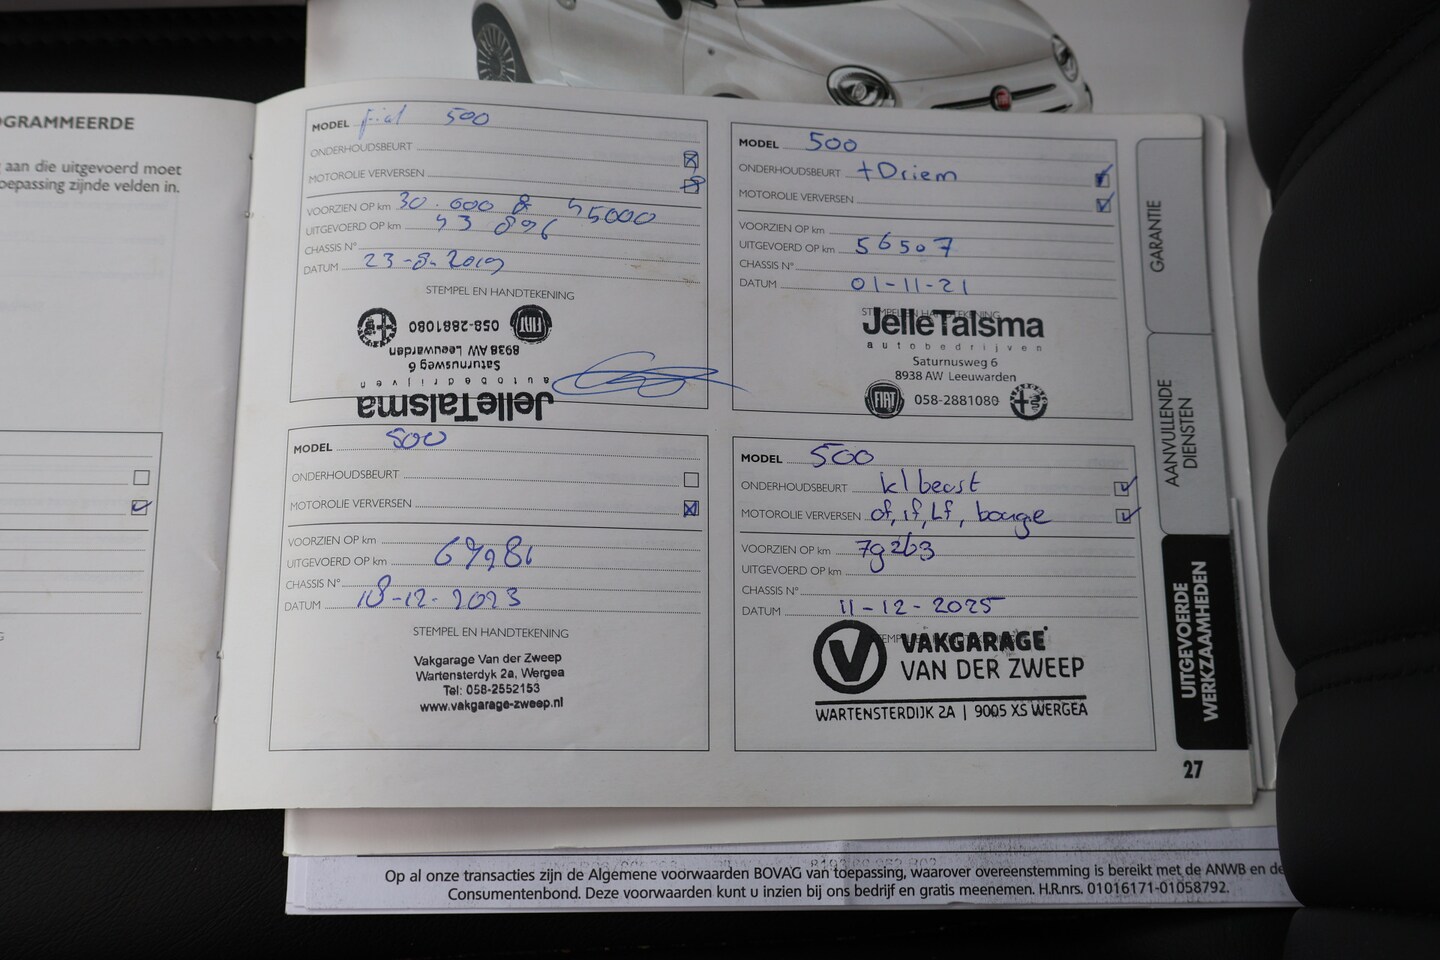 OGRAMMEERDE
aan die uitgevoerd moet
epassing zijnde velden in.
MODEL fiat 500
ONDERHOUDSBEURT
MOTOROLIE VERVERSEN
VOORZIEN OP km 30.000 & 45000
UITGEVOERD OP km 43 896
CHASSIS N°
DATUM 23-8-2019
STEMPEL EN HANDTEKENING
JelleTalsma
autobedrijven
Saturnusweg 6
8938 AW Leeuwarden
FIAT 058-2881080
MODEL 500
ONDERHOUDSBEURT + Driem
MOTOROLIE VERVERSEN
VOORZIEN OP km
UITGEVOERD OP km 56507
CHASSIS N°
DATUM 01-11-21
STEMPEL EN HANDTEKENING
JelleTalsma
autobedrijven
Saturnusweg 6
8938 AW Leeuwarden
FIAT 058-2881080
MODEL 500
ONDERHOUDSBEURT
MOTOROLIE VERVERSEN
VOORZIEN OP km
UITGEVOERD OP km
CHASSIS N°
DATUM 18-12-2023
STEMPEL EN HANDTEKENING
Vakgarage Van der Zweep
Wartensterdyk 2a, Wergea
Tel: 058-2552153
www.vakgarage-zweep.nl
MODEL 500
ONDERHOUDSBEURT kl beurt
MOTOROLIE VERVERSEN of, if, Lf, bougie
VOORZIEN OP km 79263
UITGEVOERD OP km
CHASSIS N°
DATUM 11-12-2025
VAKGARAGE
VAN DER ZWEEP
WARTENSTERDIJK 2A | 9005 XS WERGEA
GARANTIE
AANVULLENDE
DIENSTEN
UITGEVOERDE
WERKZAAMHEDEN
27
Op al onze transacties zijn de Algemene voorwaarden BOVAG van toepassing, waarover overeenstemming is bereikt met de ANWB en de
Consumentenbond. Deze voorwaarden kunt u inzien bij ons bedrijf en gratis meenemen. H.R.nrs. 01016171-01058792.